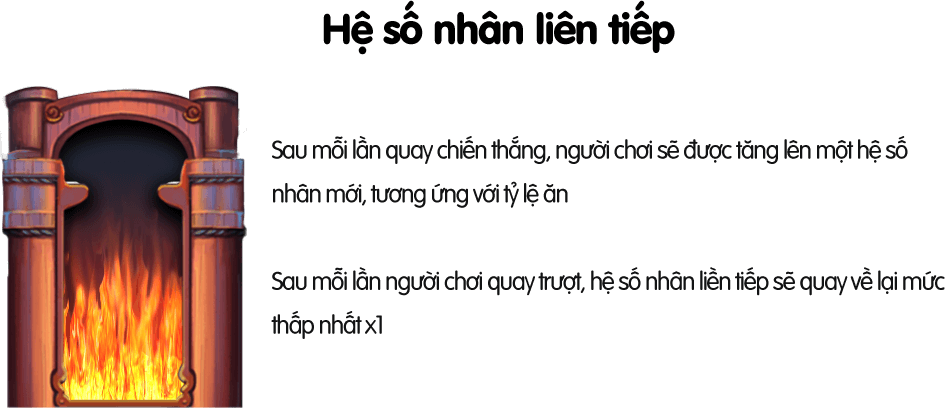 Hệ số nhân liên tiếp
Sau mỗi lần quay chiến thắng, người chơi sẽ được tăng lên một hệ số
nhân mới, tương ứng với tỷ lệ ăn
Sau mỗi lần người chơi quay trượt, hệ số nhân liền tiếp sẽ quay về lại mức
thấp nhất x1